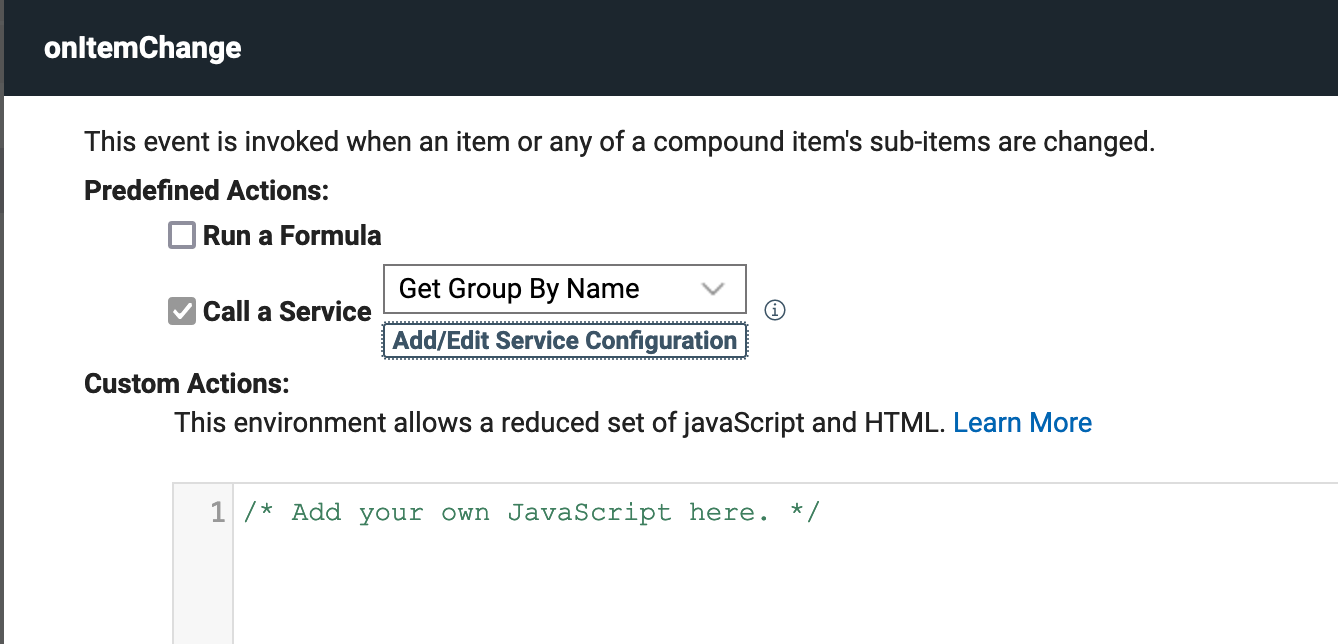 onItemChange
This event is invoked when an item or any of a compound item's sub-items are changed.
Predefined Actions:
Run a Formula
Get Group By Name
Call a Service
Add/Edit Service Configuration
Custom Actions:
This environment allows a reduced set of javaScript and HTML. Learn More
1 /* Add your own JavaScript here. */